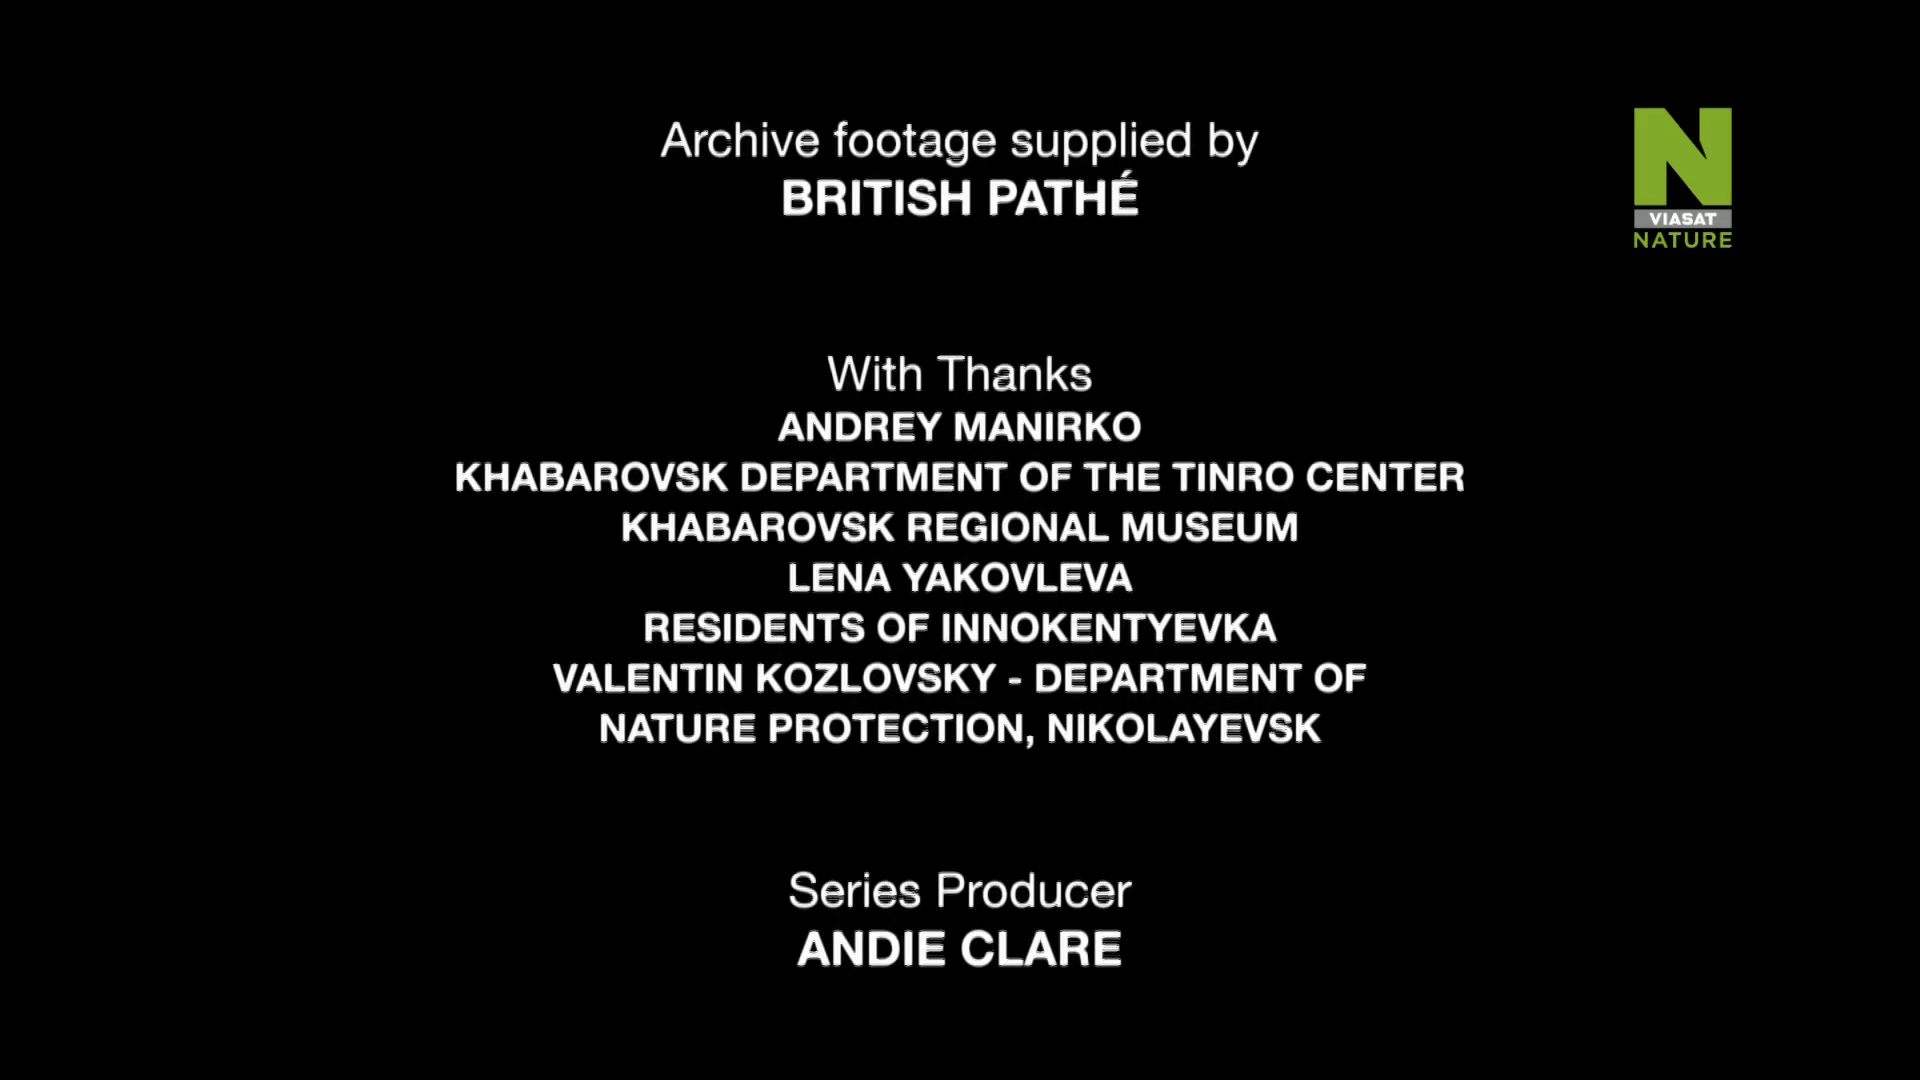 Archive footage supplied by
BRITISH PATHÉ
N
VIASAT
NATURE
With Thanks
ANDREY MANIRKO
KHABAROVSK DEPARTMENT OF THE TINRO CENTER
KHABAROVSK REGIONAL MUSEUM
LENA YAKOVLEVA
RESIDENTS OF INNOKENTYEVKA
VALENTIN KOZLOVSKY - DEPARTMENT OF
NATURE PROTECTION, NIKOLAYEVSK
Series Producer
ANDIE CLARE